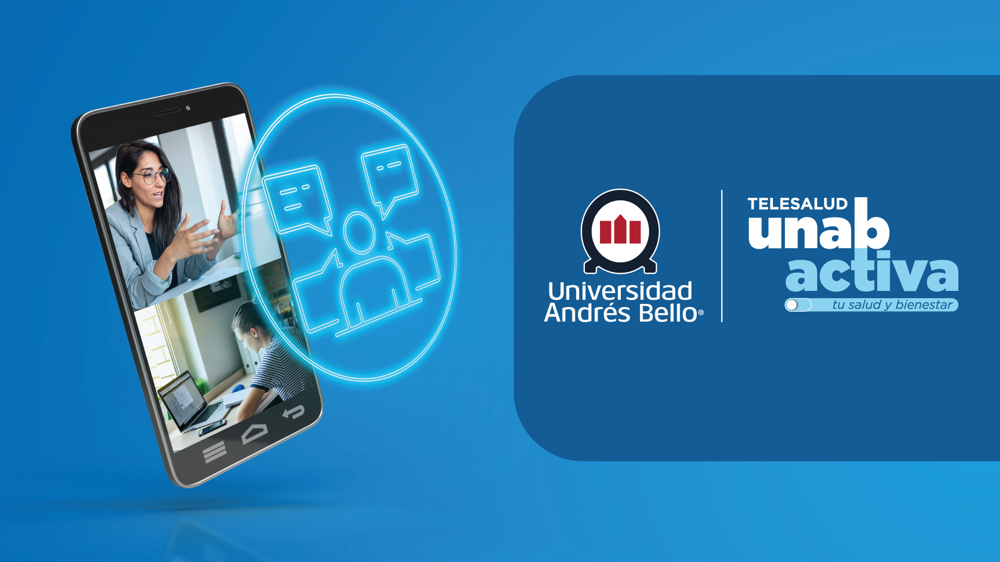 Universidad
Andrés Bello®
TELESALUD
unab
activa
tu salud y bienestar